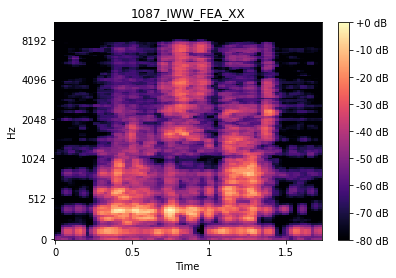 1087_IWW_FEA_XX
8192
4096
2048
1024
512
0
Hz
0
0.5
1
1.5
Time
+0 dB
-10 dB
-20 dB
-30 dB
-40 dB
-50 dB
-60 dB
-70 dB
-80 dB